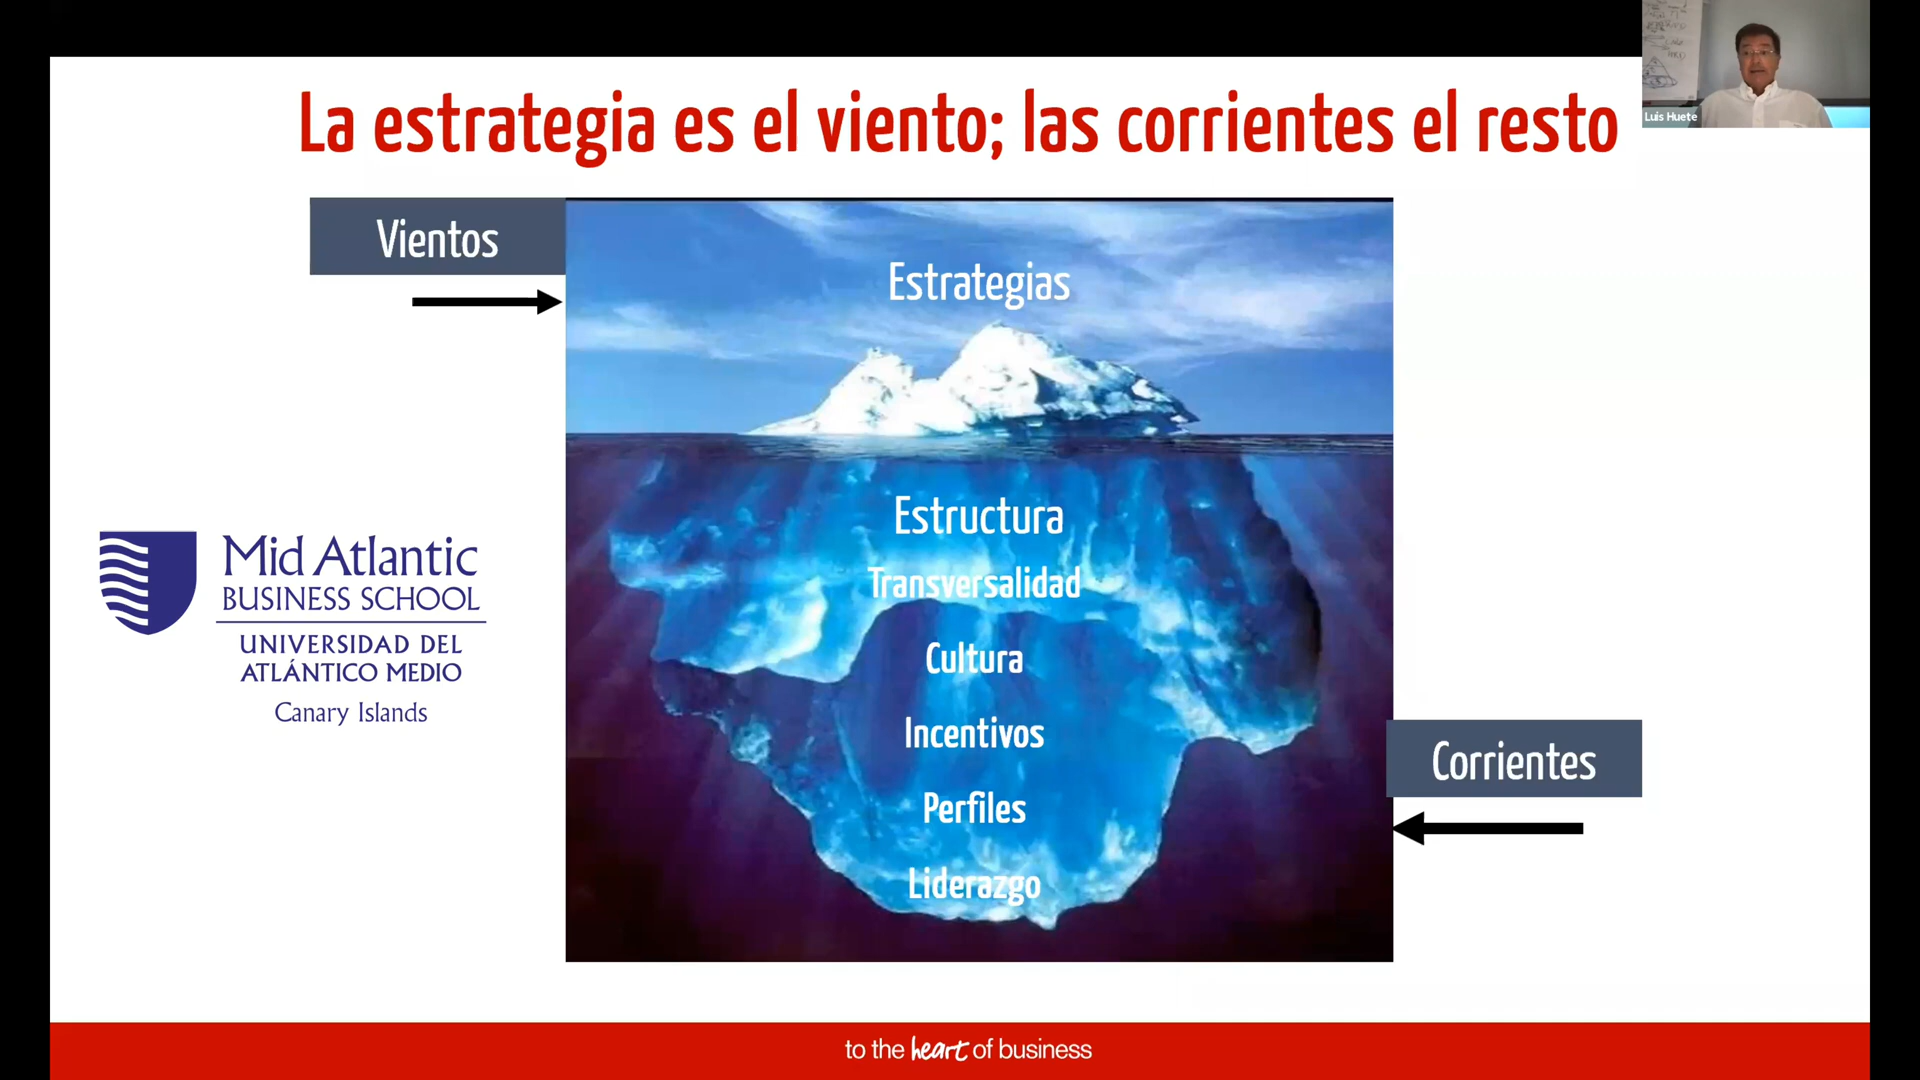 La estrategia es el viento; las corrientes el resto
Luis Huete
Vientos
Estrategias
Estructura
Transversalidad
Cultura
Incentivos
Perfiles
Liderazgo
Corrientes
Mid Atlantic
BUSINESS SCHOOL
UNIVERSIDAD DEL
ATLÁNTICO MEDIO
Canary Islands
to the heart of business